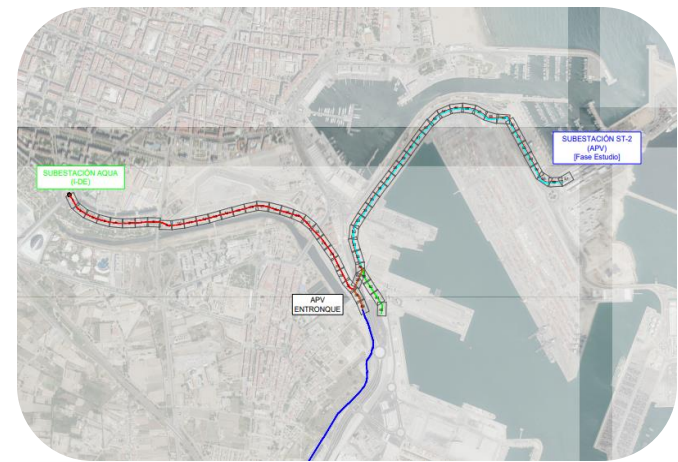 SUBESTACIÓN ST-2
(APV)
[Fase Estudio]
SUBESTACIÓN AQUA
(I-DE)
APV
ENTRONQUE